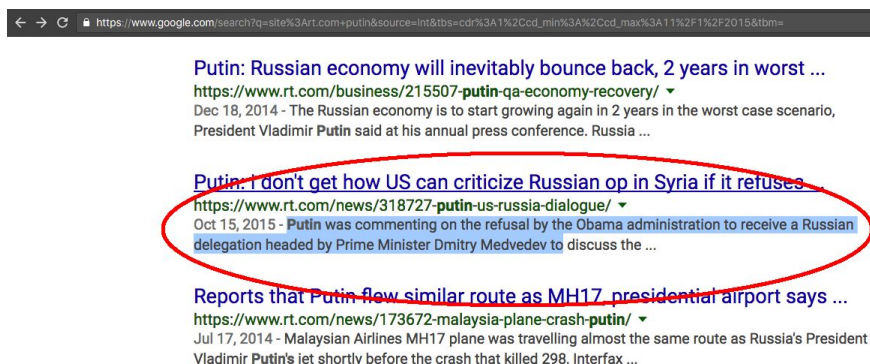 https://www.google.com/search?q=site%3Art.com+putin&source=lnt&tbs=cdr%3A1%2Ccd_min%3A%2Ccd_max%3A11%2F1%2F2015&tbm=
Putin: Russian economy will inevitably bounce back, 2 years in worst ...
https://www.rt.com/business/215507-putin-qa-economy-recovery/
Dec 18, 2014 - The Russian economy is to start growing again in 2 years in the worst case scenario,
President Vladimir Putin said at his annual press conference. Russia ...
Putin: I don't get how US can criticize Russian op in Syria if it refuses ...
https://www.rt.com/news/318727-putin-us-russia-dialogue/
Oct 15, 2015 - Putin was commenting on the refusal by the Obama administration to receive a Russian
delegation headed by Prime Minister Dmitry Medvedev to discuss the ...
Reports that Putin flew similar route as MH17, presidential airport says ...
https://www.rt.com/news/173672-malaysia-plane-crash-putin/
Jul 17, 2014 - Malaysian Airlines MH17 plane was travelling almost the same route as Russia's President
Vladimir Putin's jet shortly before the crash that killed 298, Interfax ...